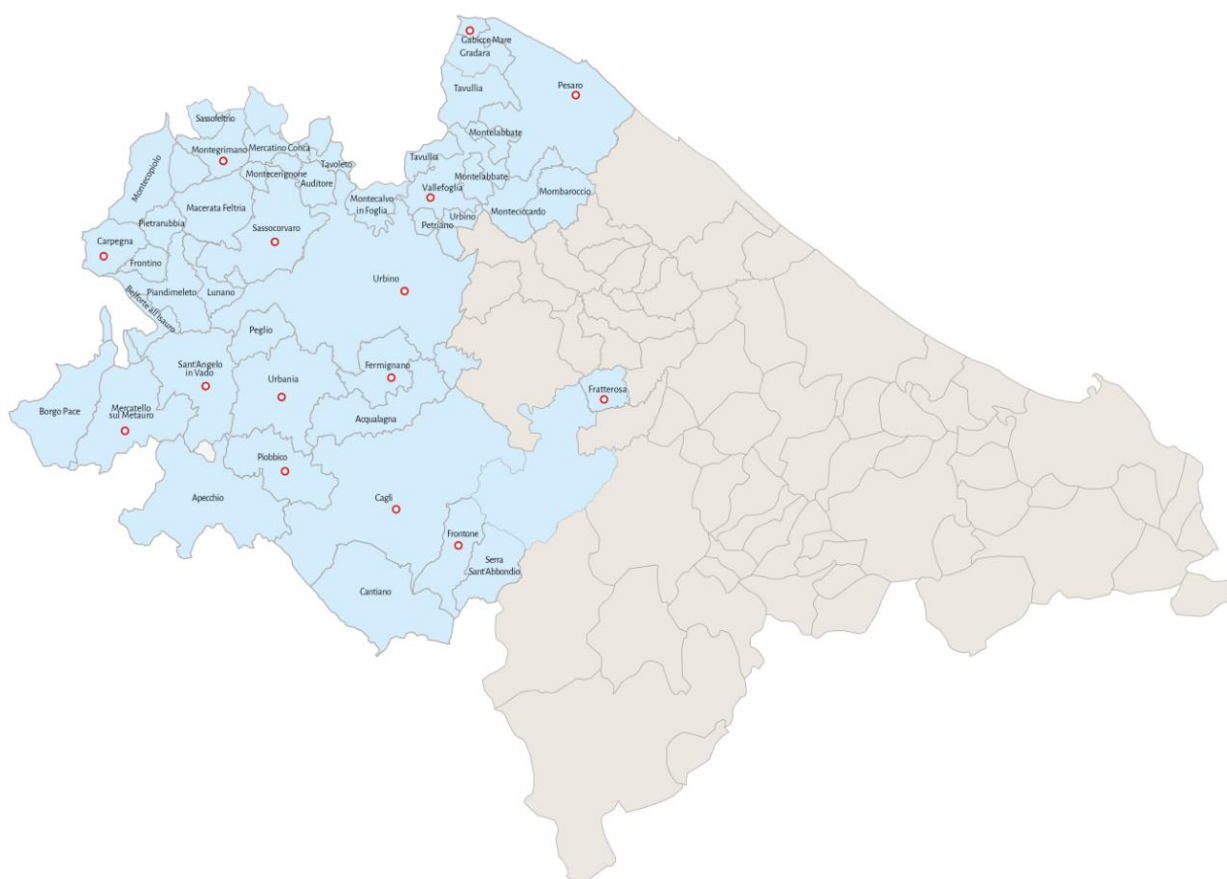 Gabicce Mare
Gradara
Tavullia
Pesaro
Sassofeltrio
Montelabbate
Montegrimano
Mercatino Conca
Tavoleto
Tavullia
Montecopiolo
Montecerignone
Auditore
Montelabbate
Vallefoglia
Mombaroccio
Montecalvo
in Foglia
Macerata Feltria
Monteciccardo
Urbino
Petriano
Pietrarubbia
Sassocorvaro
Carpegna
Frontino
Urbino
Piandimeleto
Lunano
Belforte all'Isauro
Peglio
Sant'Angelo
in Vado
Fermignano
Urbania
Fratterosa
Borgo Pace
Mercatello
sul Metauro
Acqualagna
Piobbico
Apecchio
Cagli
Frontone
Serra
Sant'Abbondio
Cantiano